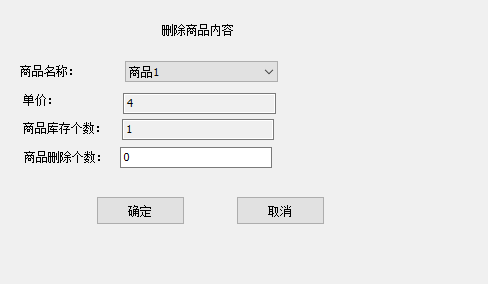 删除商品内容
商品名称: 商品1
单价: 4
商品库存个数: 1
商品删除个数: 0
确定 取消